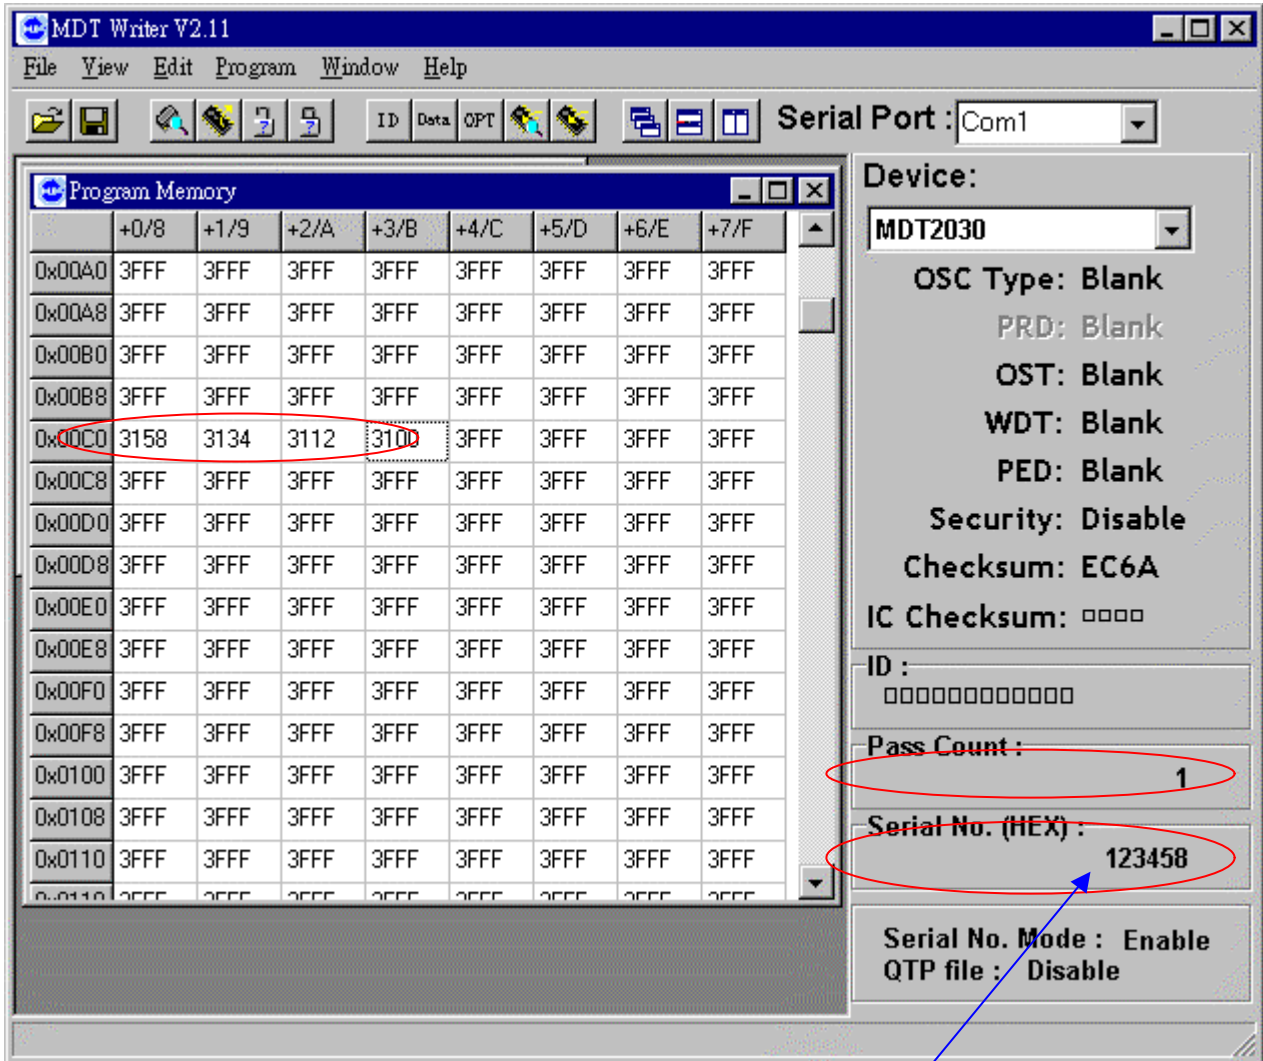 MDT Writer V2.11
File View Edit Program Window Help
ID Data OPT Serial Port : Com1
Program Memory
+0/8 +1/9 +2/A +3/B +4/C +5/D +6/E +7/F
0x00A0 3FFF 3FFF 3FFF 3FFF 3FFF 3FFF 3FFF 3FFF
0x00A8 3FFF 3FFF 3FFF 3FFF 3FFF 3FFF 3FFF 3FFF
0x00B0 3FFF 3FFF 3FFF 3FFF 3FFF 3FFF 3FFF 3FFF
0x00B8 3FFF 3FFF 3FFF 3FFF 3FFF 3FFF 3FFF 3FFF
0x00C0 3158 3134 3112 3100 3FFF 3FFF 3FFF 3FFF
0x00C8 3FFF 3FFF 3FFF 3FFF 3FFF 3FFF 3FFF 3FFF
0x00D0 3FFF 3FFF 3FFF 3FFF 3FFF 3FFF 3FFF 3FFF
0x00D8 3FFF 3FFF 3FFF 3FFF 3FFF 3FFF 3FFF 3FFF
0x00E0 3FFF 3FFF 3FFF 3FFF 3FFF 3FFF 3FFF 3FFF
0x00E8 3FFF 3FFF 3FFF 3FFF 3FFF 3FFF 3FFF 3FFF
0x00F0 3FFF 3FFF 3FFF 3FFF 3FFF 3FFF 3FFF 3FFF
0x00F8 3FFF 3FFF 3FFF 3FFF 3FFF 3FFF 3FFF 3FFF
0x0100 3FFF 3FFF 3FFF 3FFF 3FFF 3FFF 3FFF 3FFF
0x0108 3FFF 3FFF 3FFF 3FFF 3FFF 3FFF 3FFF 3FFF
0x0110 3FFF 3FFF 3FFF 3FFF 3FFF 3FFF 3FFF 3FFF
Device:
MDT2030
OSC Type: Blank
PRD: Blank
OST: Blank
WDT: Blank
PED: Blank
Security: Disable
Checksum: EC6A
IC Checksum: □□□□
ID :
□□□□□□□□□□□□
Pass Count :
1
Serial No. (HEX) :
123458
Serial No. Mode : Enable
QTP file : Disable